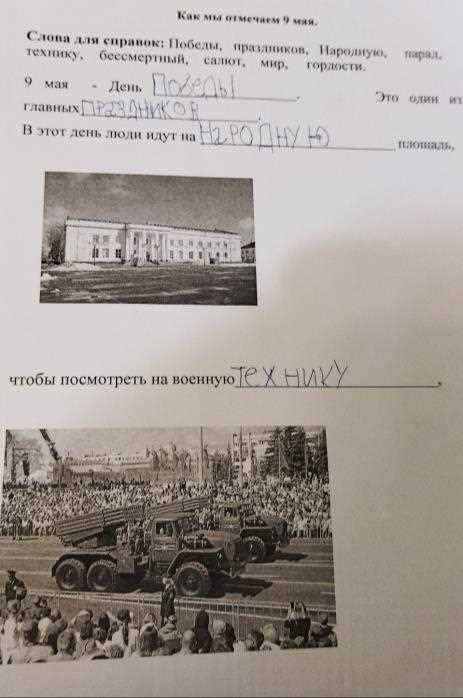 Как мы отмечаем 9 мая.
Слова для справок: Победы, праздников, Народную, парад,
технику, бессмертный, салют, мир, гордости.
9 мая - День Победы. Это один из
главных ПРАЗДНИКОВ.
В этот день люди идут на НАРОДНУЮ площадь,
чтобы посмотреть на военную ТЕХНИКУ.